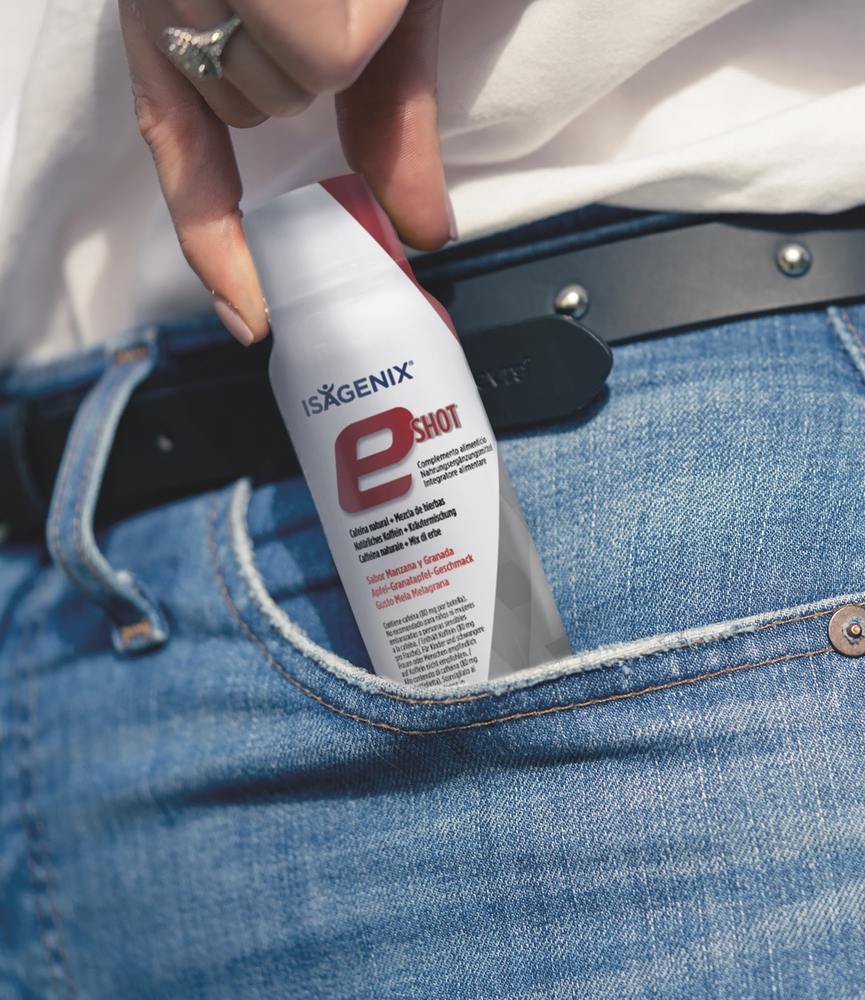 ISAGENIX®
e SHOT
Complemento alimenticio
Nahrungsergänzungsmittel
Integratore alimentare
Cafeína natural + Mezcla de hierbas
Natürliches Koffein + Kräutermischung
Caffeina naturale + Mix di erbe
Sabor Manzana y Granada
Apfel-Granatapfel-Geschmack
Gusto Mela Melagrana
Contiene cafeína (80 mg por botella).
No recomendado para niños ni mujeres
embarazadas o personas sensibles
a la cafeína. / Enthält Koffein (80 mg
pro Flasche). Für Kinder und schwangere
Frauen oder Menschen empfindlich
auf Koffein nicht empfohlen. /
Alto contenuto di caffeina (80 mg
Sconsigliato ai